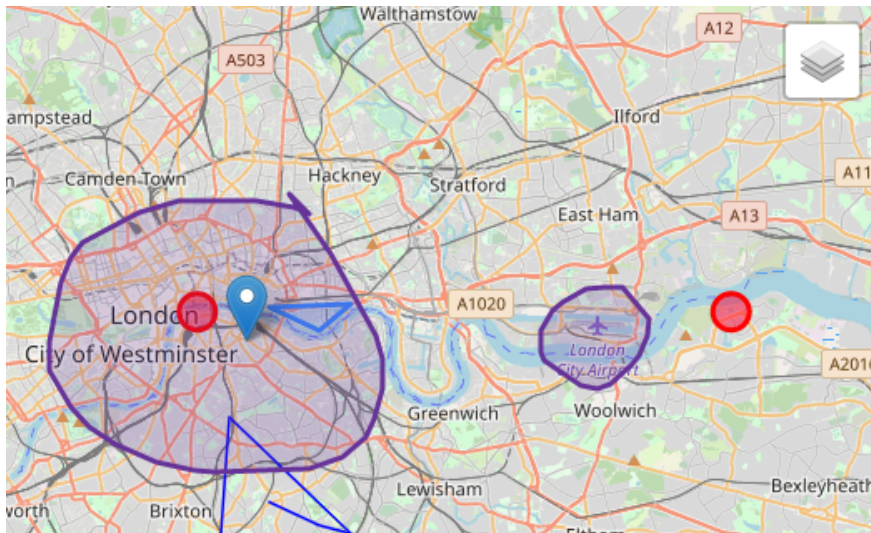 Walthamstow
A12
A503
ampstead
Ilford
Camden Town
Hackney
Stratford
A11
East Ham
A13
A1020
London
City of Westminster
London
City Airport
A2016
Greenwich
Woolwich
Lewisham
Bexleyheath
worth
Brixton